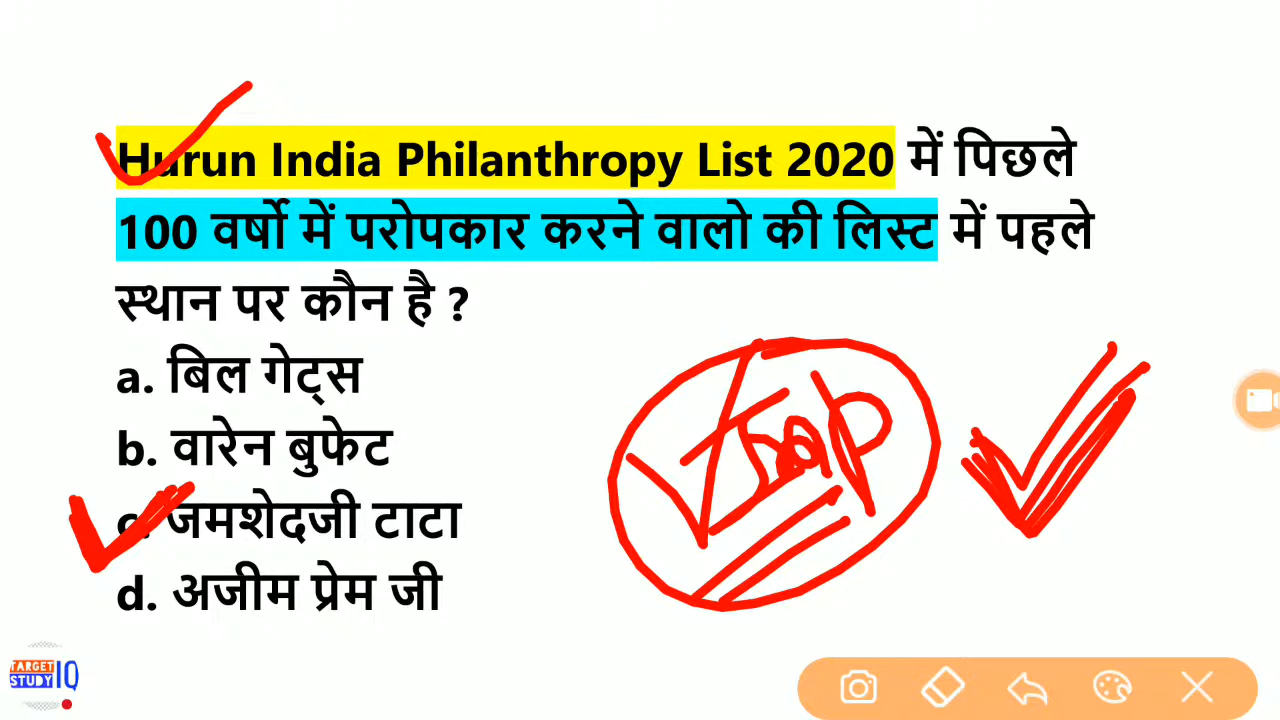 Hurun India Philanthropy List 2020 में पिछले
100 वर्षो में परोपकार करने वालो की लिस्ट में पहले
स्थान पर कौन है ?
a. बिल गेट्स
b. वारेन बुफेट
c. जमशेदजी टाटा
d. अजीम प्रेम जी
TARGET
STUDY IQ